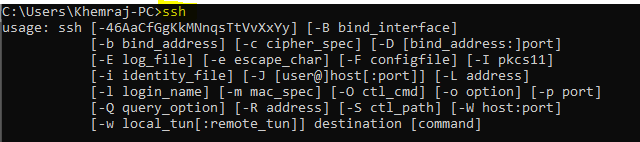 C:\Users\Khemraj-PC>ssh
usage: ssh [-46AaCfGgKkMNnqsTtVvXxYy] [-B bind_interface]
[-b bind_address] [-c cipher_spec] [-D [bind_address:]port]
[-E log_file] [-e escape_char] [-F configfile] [-I pkcs11]
[-i identity_file] [-J [user@]host[:port]] [-L address]
[-l login_name] [-m mac_spec] [-O ctl_cmd] [-o option] [-p port]
[-Q query_option] [-R address] [-S ctl_path] [-W host:port]
[-w local_tun[:remote_tun]] destination [command]